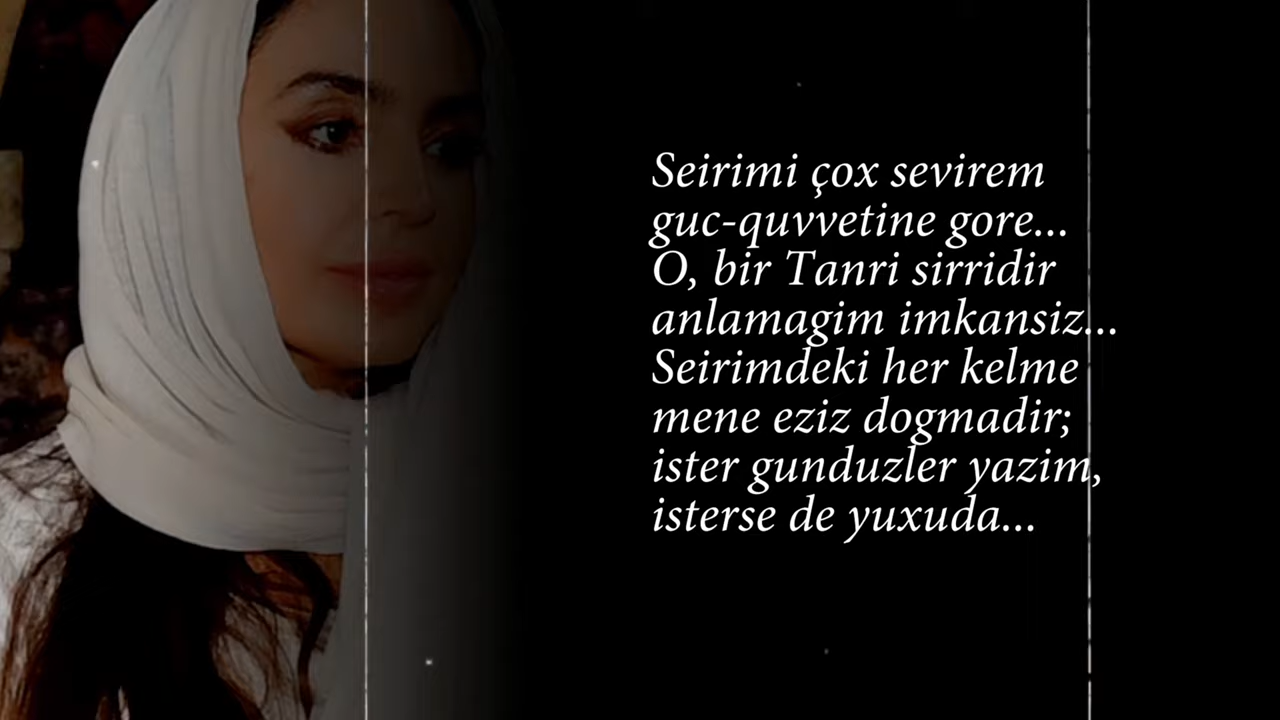 Seirimi çox sevirem
guc-quvvetine gore...
O, bir Tanri sirridir
anlamagim imkansiz...
Seirimdeki her kelme
mene eziz dogmadir;
ister gunduzler yazim,
isterse de yuxuda...